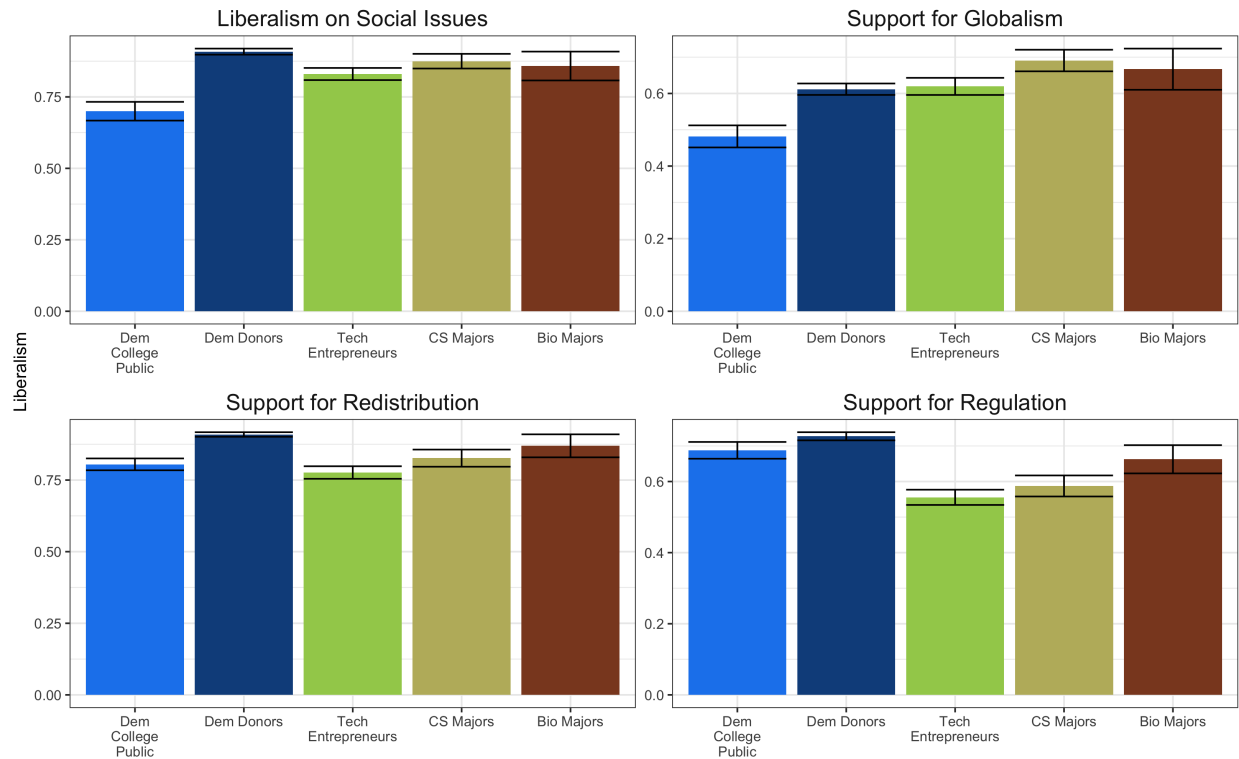 Liberalism on Social Issues
0.75
0.50
0.25
0.00
Dem
College
Public
Dem Donors
Tech
Entrepreneurs
CS Majors
Bio Majors
Support for Globalism
0.6
0.4
0.2
0.0
Dem
College
Public
Dem Donors
Tech
Entrepreneurs
CS Majors
Bio Majors
Liberalism
Support for Redistribution
0.75
0.50
0.25
0.00
Dem
College
Public
Dem Donors
Tech
Entrepreneurs
CS Majors
Bio Majors
Support for Regulation
0.6
0.4
0.2
0.0
Dem
College
Public
Dem Donors
Tech
Entrepreneurs
CS Majors
Bio Majors